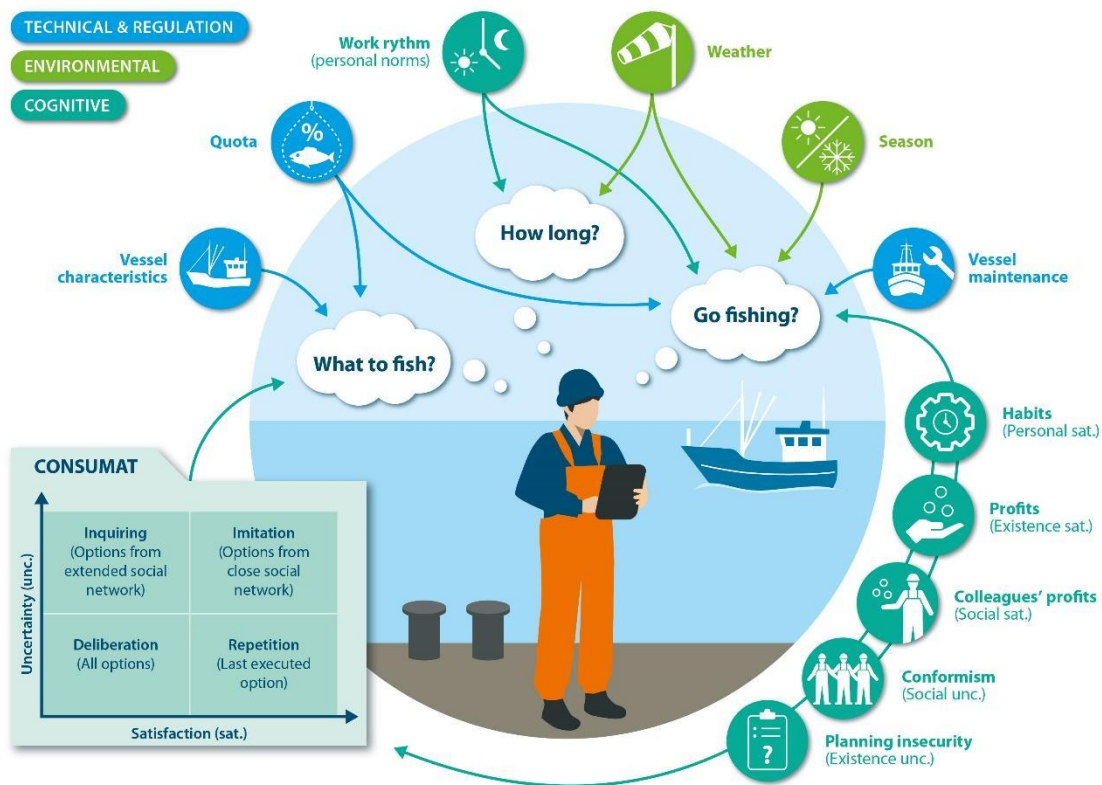 TECHNICAL & REGULATION
ENVIRONMENTAL
COGNITIVE
Work rythm
(personal norms)
Weather
Quota
%
Season
How long?
Vessel
characteristics
Vessel
maintenance
Go fishing?
What to fish?
Habits
(Personal sat.)
CONSUMAT
Profits
(Existence sat.)
Uncertainty (unc.)
Inquiring
(Options from
extended social
network)
Imitation
(Options from
close social
network)
Deliberation
(All options)
Repetition
(Last executed
option)
Satisfaction (sat.)
Colleagues’ profits
(Social sat.)
Conformism
(Social unc.)
Planning insecurity
(Existence unc.)
?